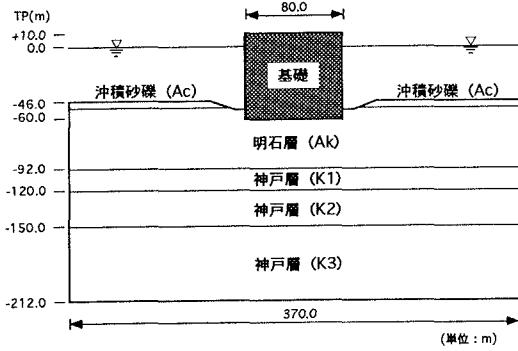 80.0
TP(m)
+10.0
0.0
基礎
沖積砂礫（Ac）
沖積砂礫（Ac）
-46.0
-60.0
明石層（Ak）
-92.0
神戸層（K1）
-120.0
神戸層（K2）
-150.0
神戸層（K3）
-212.0
370.0
（単位：m）